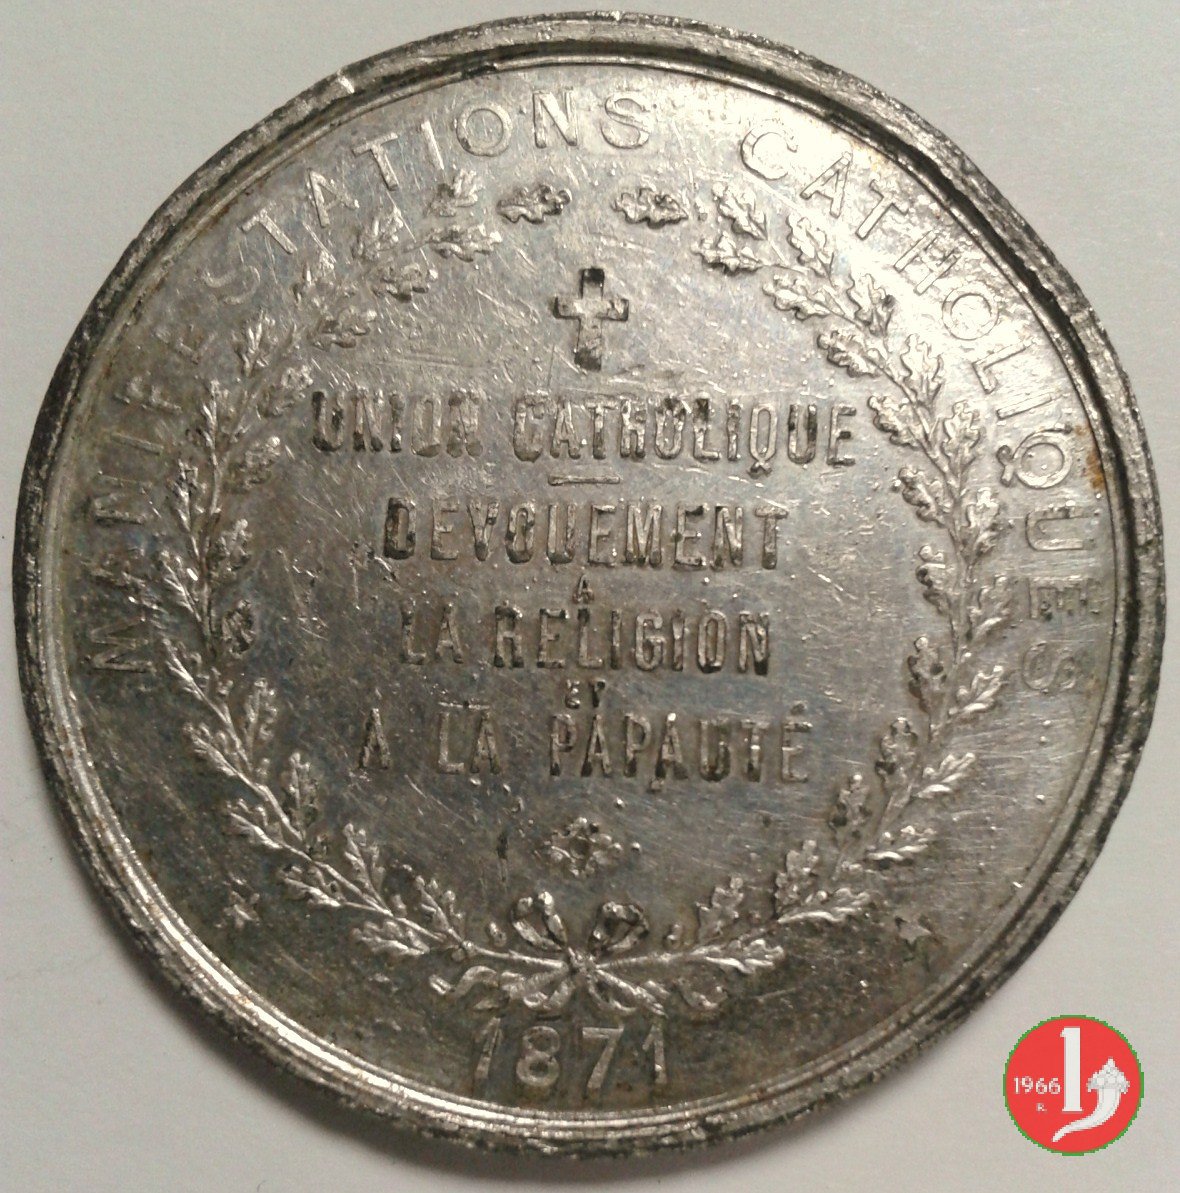 MANIFESTATIONS CATHOLIQUES
UNION CATHOLIQUE
DEVOUEMENT
A
LA RELIGION
ET
A LA PAPAUTÉ
1871
1966
R.